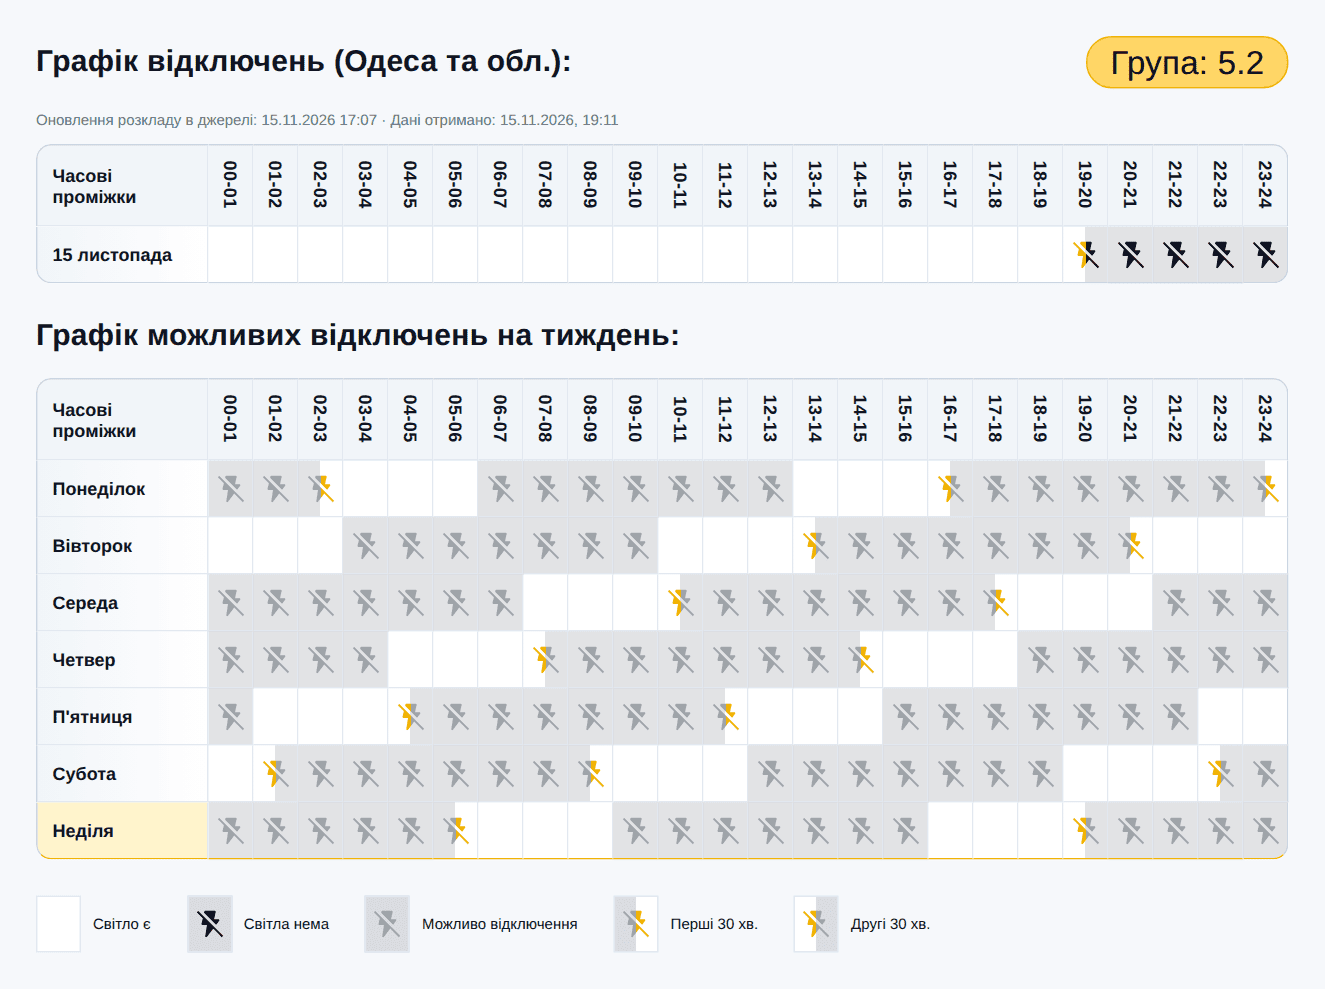 Графік відключень (Одеса та обл.):
Група: 5.2
Оновлення розкладу в джерелі: 15.11.2026 17:07 · Дані отримано: 15.11.2026, 19:11
Часові
проміжки
00-01 01-02 02-03 03-04 04-05 05-06 06-07 07-08 08-09 09-10 10-11 11-12 12-13 13-14 14-15 15-16 16-17 17-18 18-19 19-20 20-21 21-22 22-23 23-24
15 листопада
Графік можливих відключень на тиждень:
Часові
проміжки
00-01 01-02 02-03 03-04 04-05 05-06 06-07 07-08 08-09 09-10 10-11 11-12 12-13 13-14 14-15 15-16 16-17 17-18 18-19 19-20 20-21 21-22 22-23 23-24
Понеділок
Вівторок
Середа
Четвер
П'ятниця
Субота
Неділя
Світло є
Світла нема
Можливо відключення
Перші 30 хв.
Другі 30 хв.